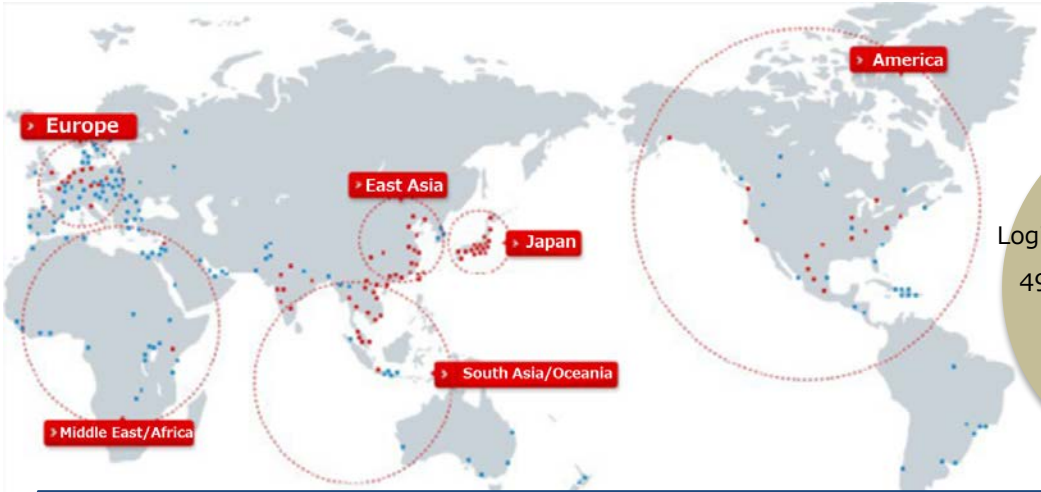 > America
> Europe
> East Asia
> Japan
Log
49
> South Asia/Oceania
> Middle East/Africa